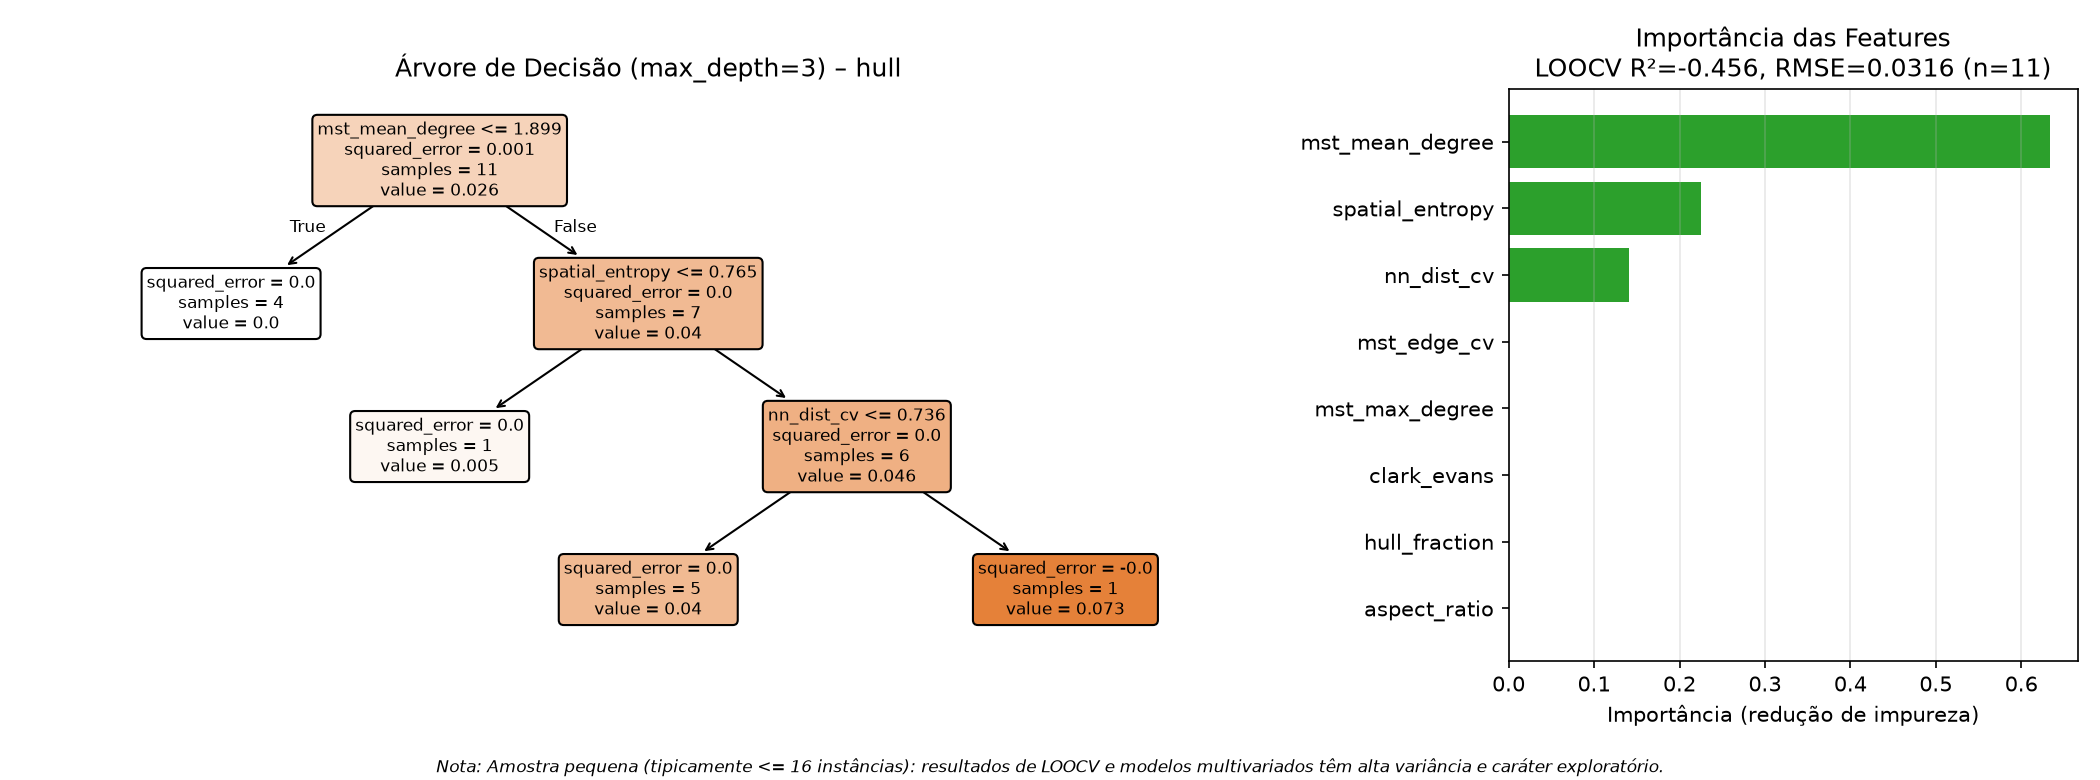 Árvore de Decisão (max_depth=3) – hull
mst_mean_degree <= 1.899
squared_error = 0.001
samples = 11
value = 0.026
True
False
squared_error = 0.0
samples = 4
value = 0.0
spatial_entropy <= 0.765
squared_error = 0.0
samples = 7
value = 0.04
squared_error = 0.0
samples = 1
value = 0.005
nn_dist_cv <= 0.736
squared_error = 0.0
samples = 6
value = 0.046
squared_error = 0.0
samples = 5
value = 0.04
squared_error = -0.0
samples = 1
value = 0.073
Importância das Features
LOOCV R²=-0.456, RMSE=0.0316 (n=11)
mst_mean_degree
spatial_entropy
nn_dist_cv
mst_edge_cv
mst_max_degree
clark_evans
hull_fraction
aspect_ratio
0.0 0.1 0.2 0.3 0.4 0.5 0.6
Importância (redução de impureza)
Nota: Amostra pequena (tipicamente <= 16 instâncias): resultados de LOOCV e modelos multivariados têm alta variância e caráter exploratório.